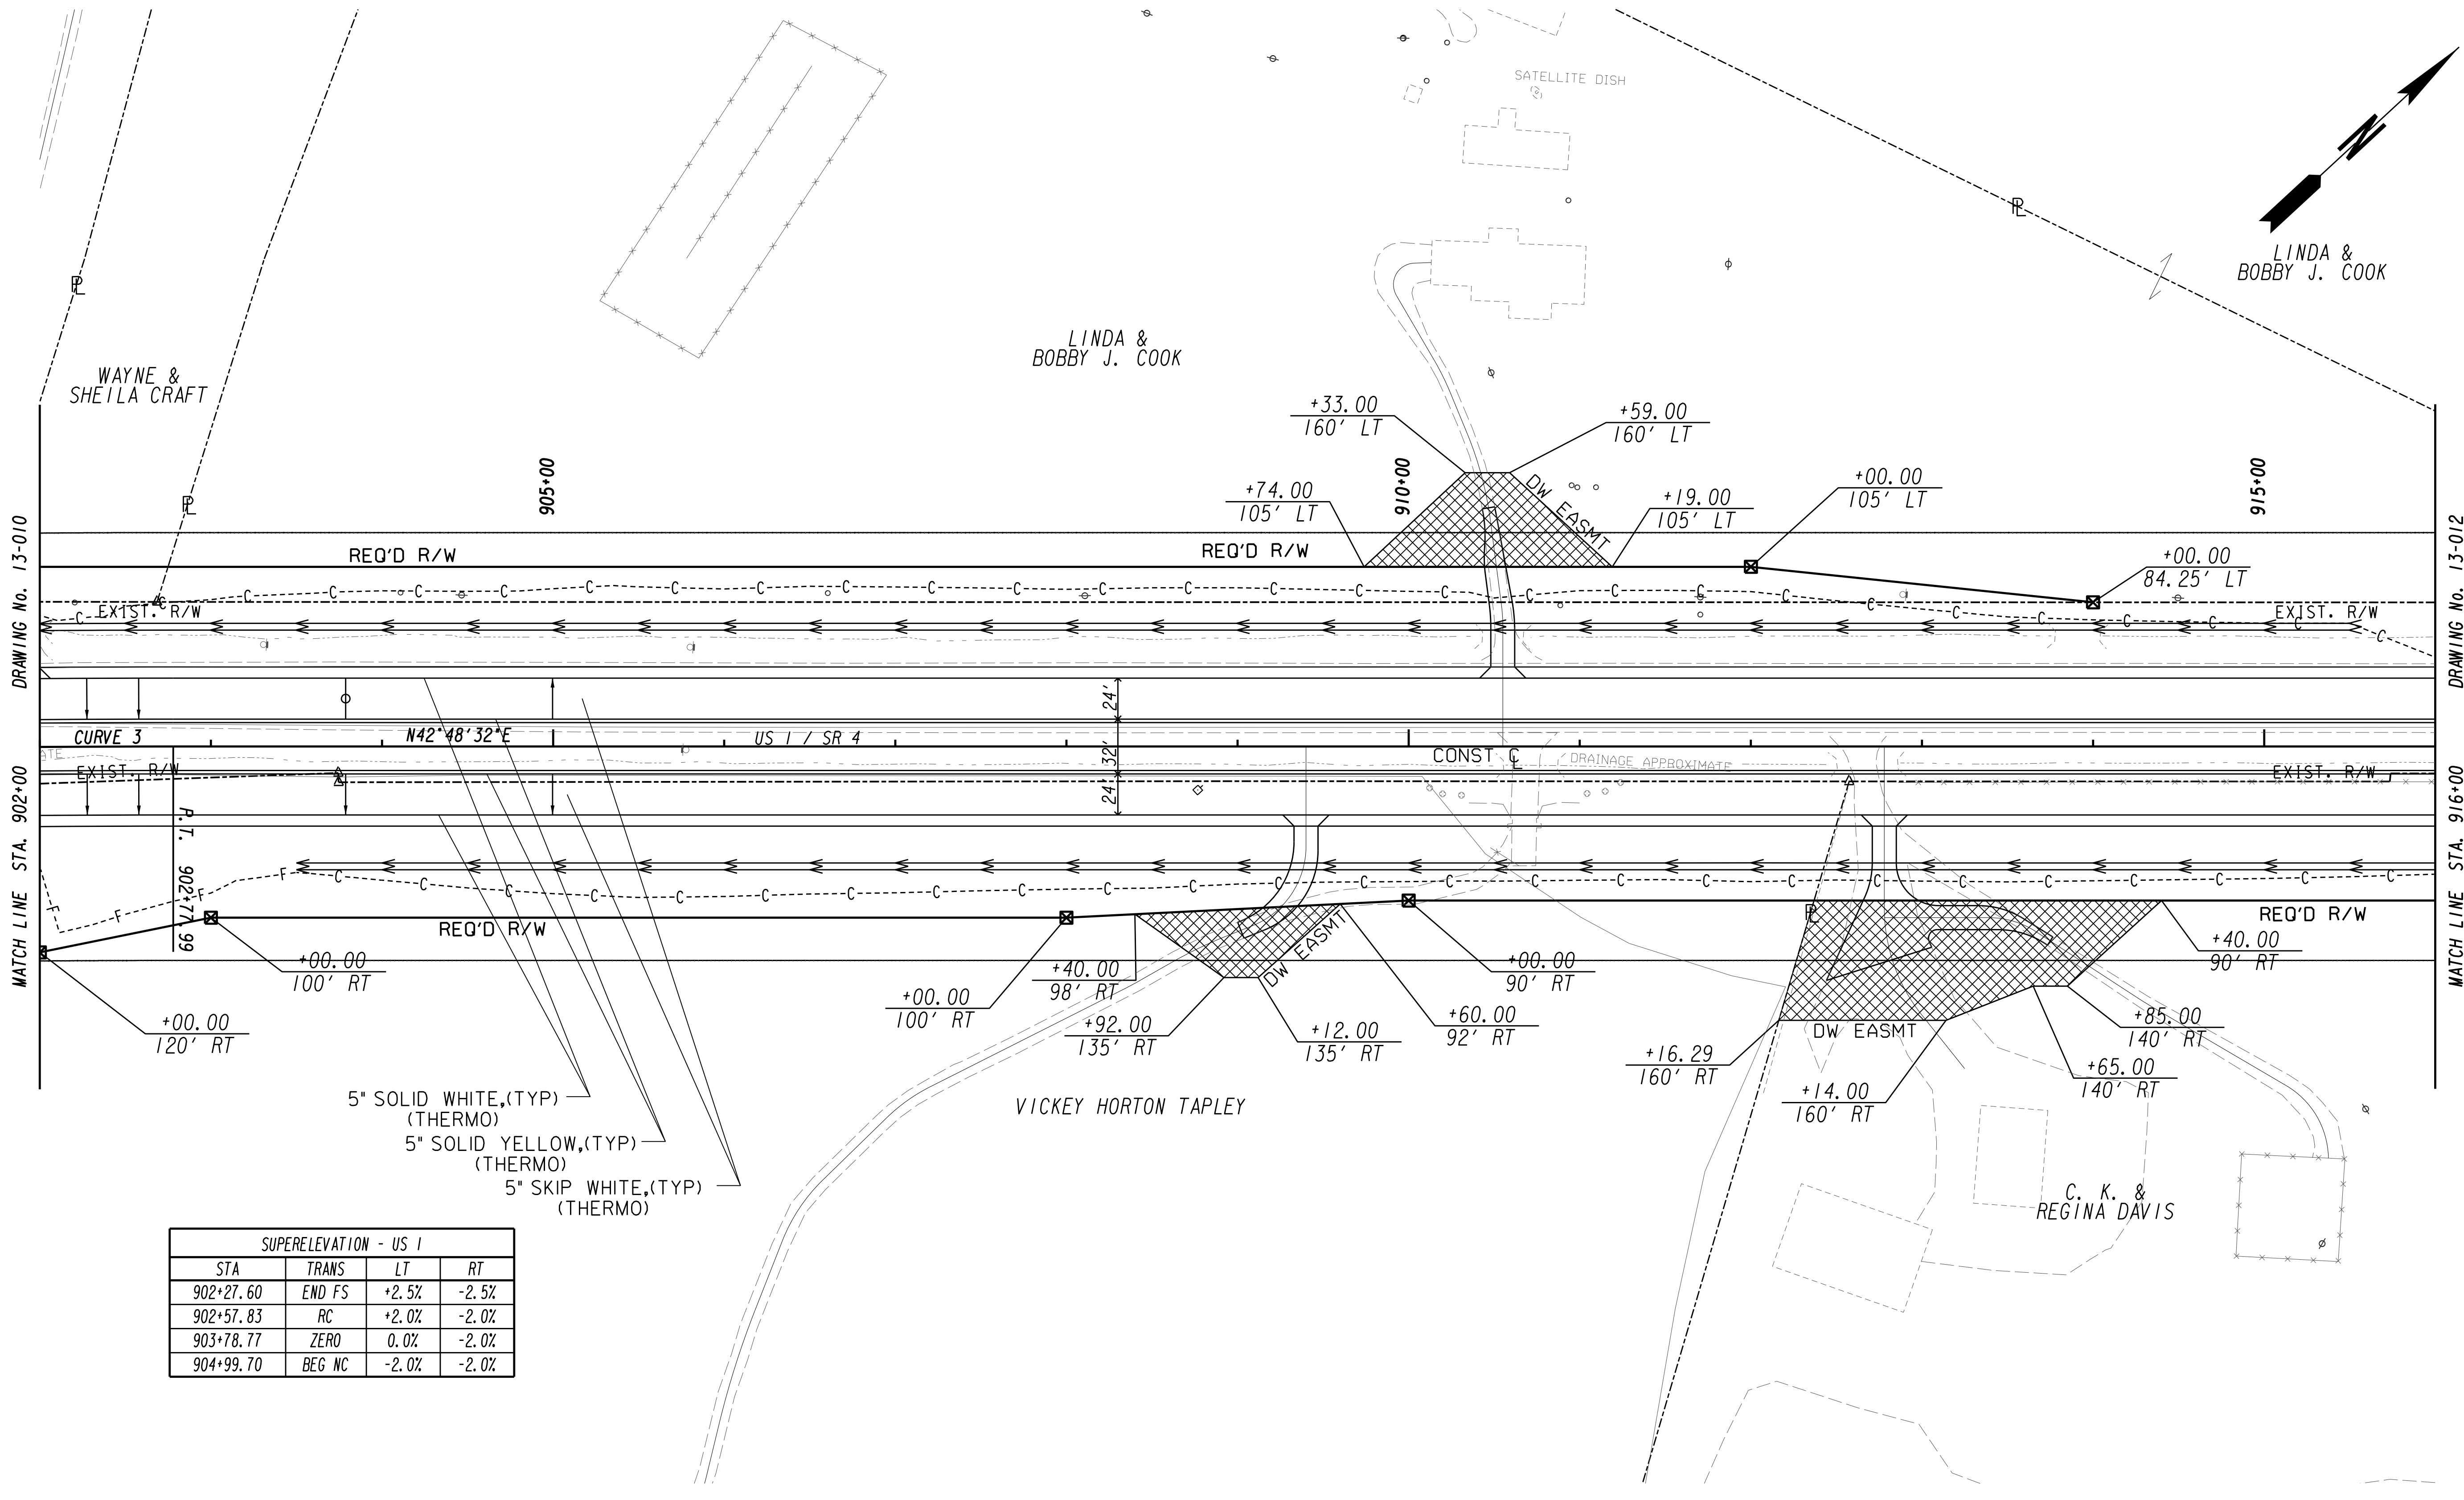 SATELLITE DISH
N
P
L
LINDA &
BOBBY J. COOK
P
L
LINDA &
BOBBY J. COOK
WAYNE &
SHEILA CRAFT
P
L
+33.00
160' LT
+59.00
160' LT
905+00
910+00
915+00
+74.00
105' LT
DW EASMT
+19.00
105' LT
+00.00
105' LT
REQ'D R/W
REQ'D R/W
+00.00
84.25' LT
DRAWING No. 13-010
DRAWING No. 13-012
EXIST. R/W
EXIST. R/W
24'
CURVE 3
N42°48'32"E
US 1 / SR 4
32'
CONST ℄
DRAINAGE APPROXIMATE
ATE
EXIST. R/W
EXIST. R/W
24'
MATCH LINE STA. 902+00
MATCH LINE STA. 916+00
P.T. 902+77.99
C C C C C C C C C C C C C C C C C C C C C C C C C C C C
F F F F
C C C C C C C C C C C C C C C C C C C C C C C C C
REQ'D R/W
P
L
REQ'D R/W
+00.00
100' RT
+40.00
98' RT
DW EASMT
+00.00
90' RT
+40.00
90' RT
+00.00
120' RT
+00.00
100' RT
+92.00
135' RT
+12.00
135' RT
+60.00
92' RT
DW EASMT
+85.00
140' RT
+16.29
160' RT
+14.00
160' RT
+65.00
140' RT
5" SOLID WHITE,(TYP)
(THERMO)
5" SOLID YELLOW,(TYP)
(THERMO)
5" SKIP WHITE,(TYP)
(THERMO)
VICKEY HORTON TAPLEY
C. K. &
REGINA DAVIS
SUPERELEVATION - US 1
STA TRANS LT RT
902+27.60 END FS +2.5% -2.5%
902+57.83 RC +2.0% -2.0%
903+78.77 ZERO 0.0% -2.0%
904+99.70 BEG NC -2.0% -2.0%